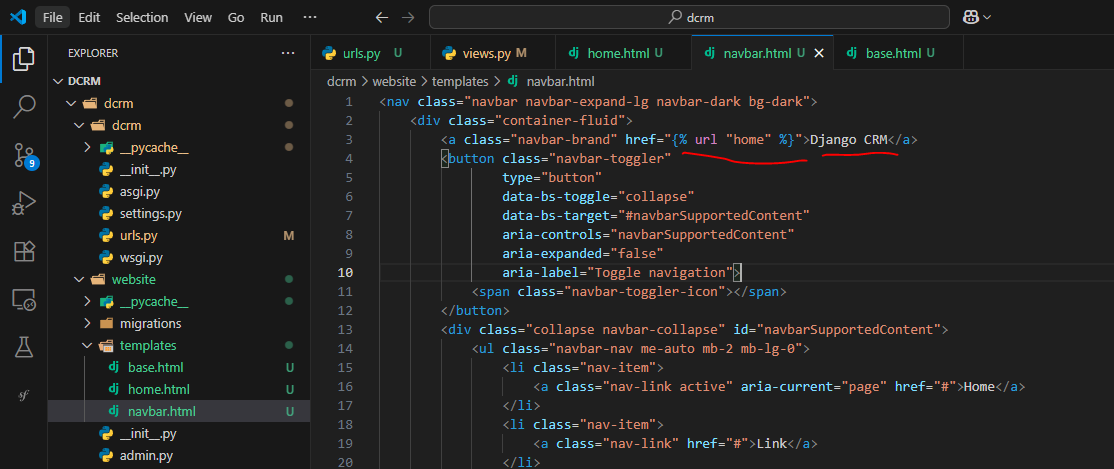 File Edit Selection View Go Run ··· dcrm
EXPLORER ···
DCRM
dcrm
dcrm
__pycache__
__init__.py
asgi.py
settings.py
urls.py M
wsgi.py
website
__pycache__
migrations
templates
base.html U
home.html U
navbar.html U
__init__.py
admin.py
9
urls.py U views.py M home.html U navbar.html U base.html U
dcrm > website > templates > dj navbar.html
1 <nav class="navbar navbar-expand-lg navbar-dark bg-dark">
2 <div class="container-fluid">
3 <a class="navbar-brand" href="{% url "home" %}">Django CRM</a>
4 <button class="navbar-toggler"
5 type="button"
6 data-bs-toggle="collapse"
7 data-bs-target="#navbarSupportedContent"
8 aria-controls="navbarSupportedContent"
9 aria-expanded="false"
10 aria-label="Toggle navigation">
11 <span class="navbar-toggler-icon"></span>
12 </button>
13 <div class="collapse navbar-collapse" id="navbarSupportedContent">
14 <ul class="navbar-nav me-auto mb-2 mb-lg-0">
15 <li class="nav-item">
16 <a class="nav-link active" aria-current="page" href="#">Home</a>
17 </li>
18 <li class="nav-item">
19 <a class="nav-link" href="#">Link</a>
20 </li>